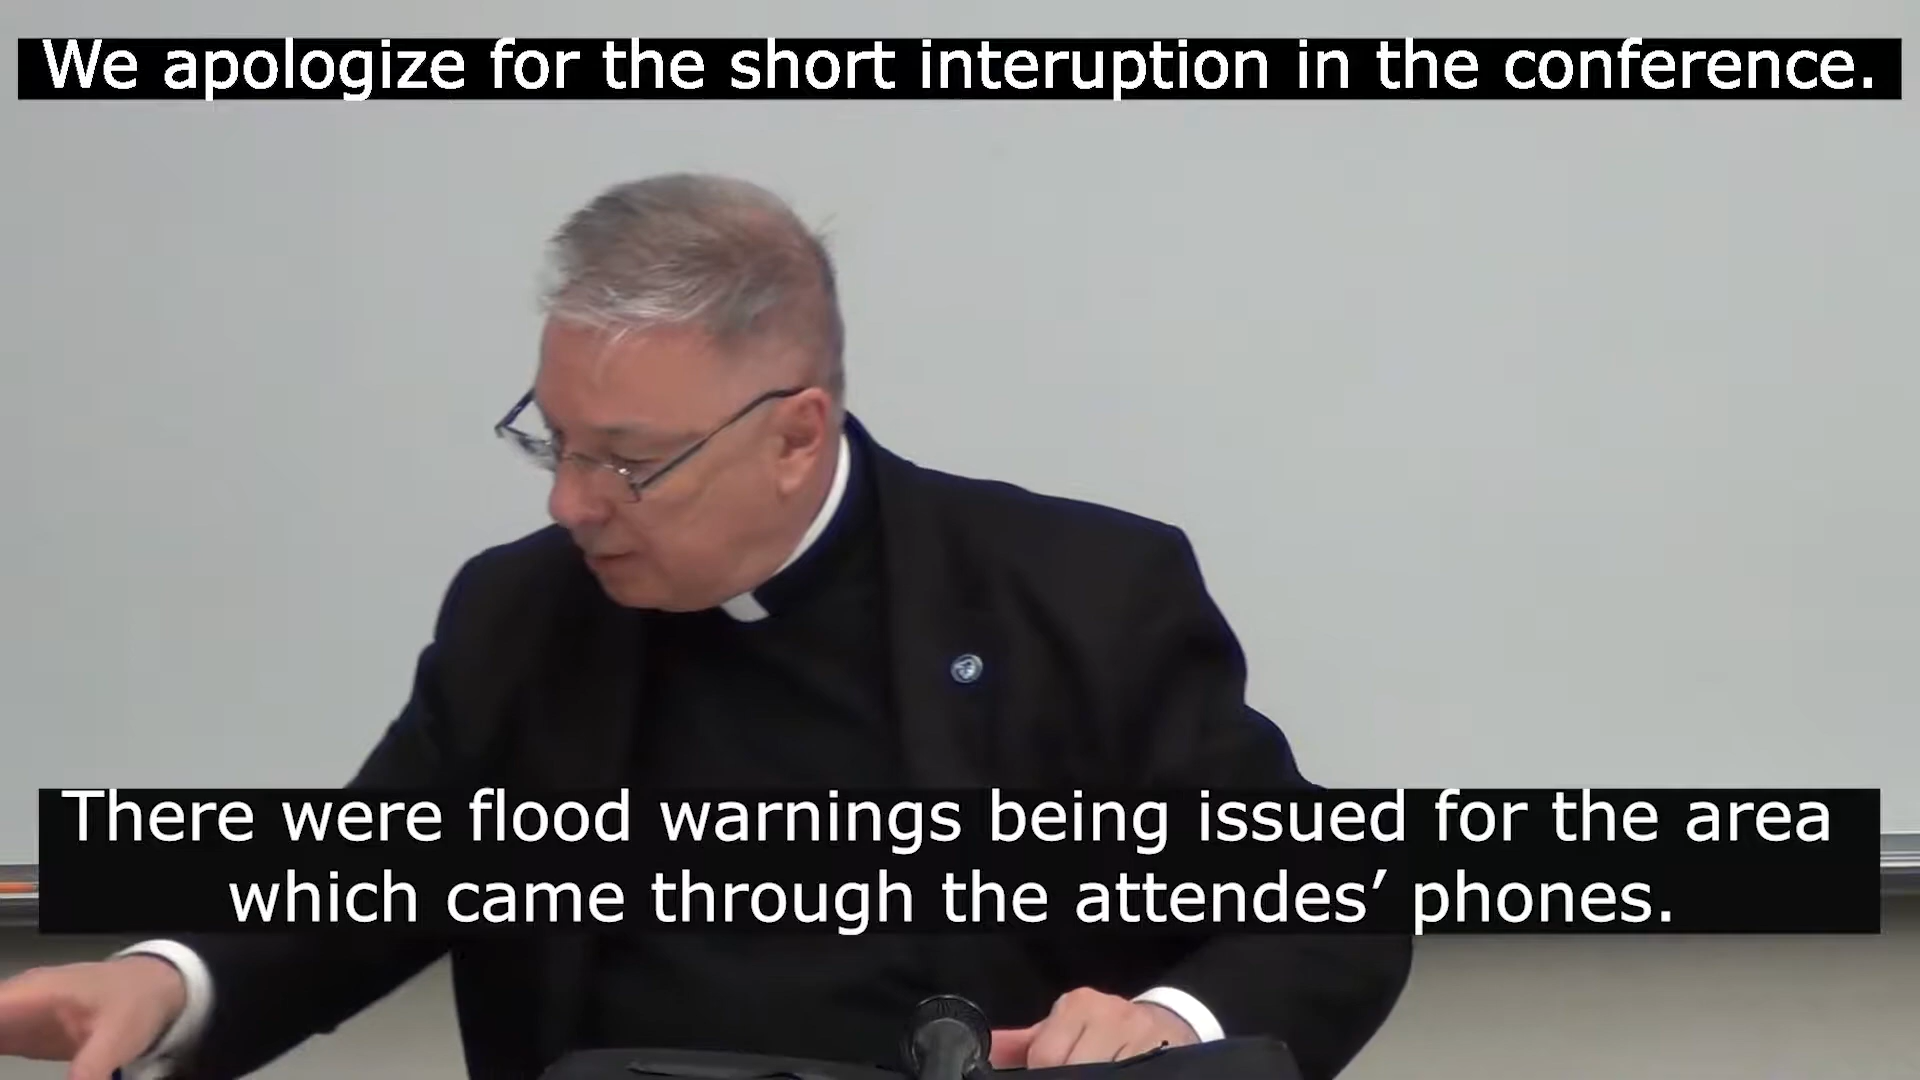 We apologize for the short interuption in the conference.
There were flood warnings being issued for the area
which came through the attendes’ phones.